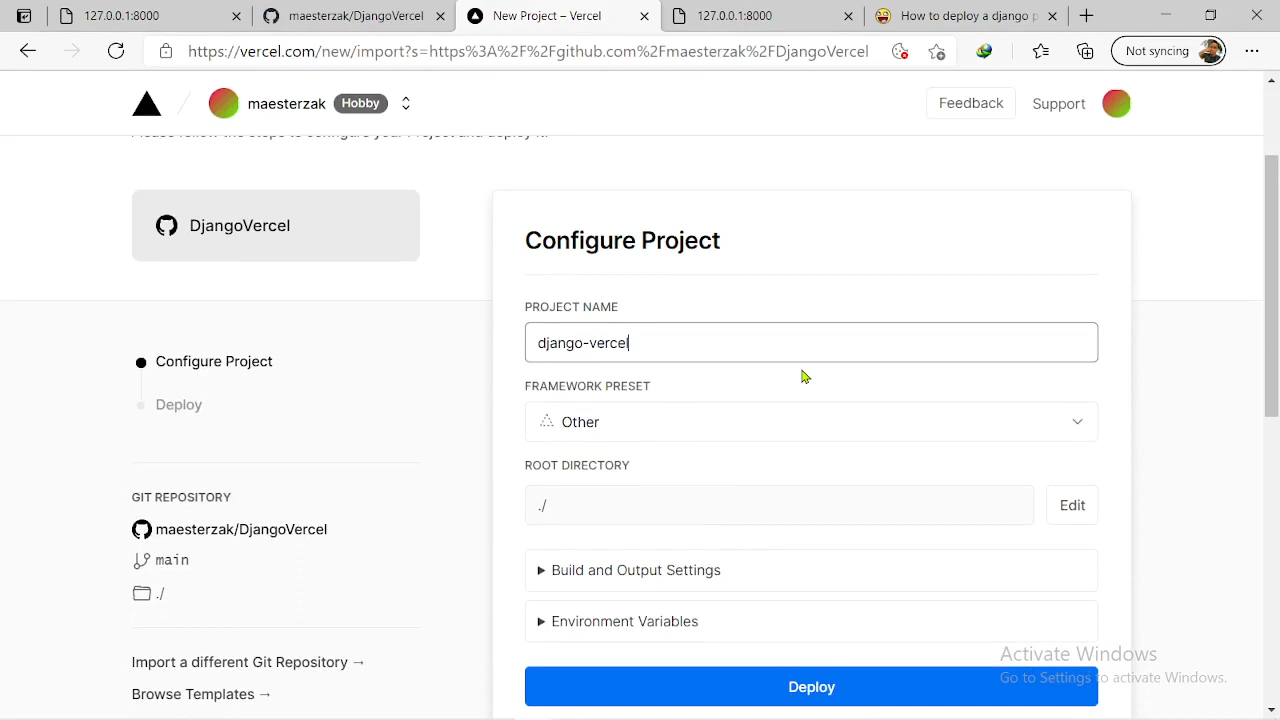 127.0.0.1:8000
maesterzak/DjangoVercel
New Project – Vercel
127.0.0.1:8000
How to deploy a django p
https://vercel.com/new/import?s=https%3A%2F%2Fgithub.com%2Fmaesterzak%2FDjangoVercel
Not syncing
maesterzak
Hobby
Feedback
Support
DjangoVercel
Configure Project
PROJECT NAME
django-vercel
FRAMEWORK PRESET
Other
ROOT DIRECTORY
./
Edit
Build and Output Settings
Environment Variables
Deploy
Configure Project
Deploy
GIT REPOSITORY
maesterzak/DjangoVercel
main
./
Import a different Git Repository →
Browse Templates →
Activate Windows
Go to Settings to activate Windows.